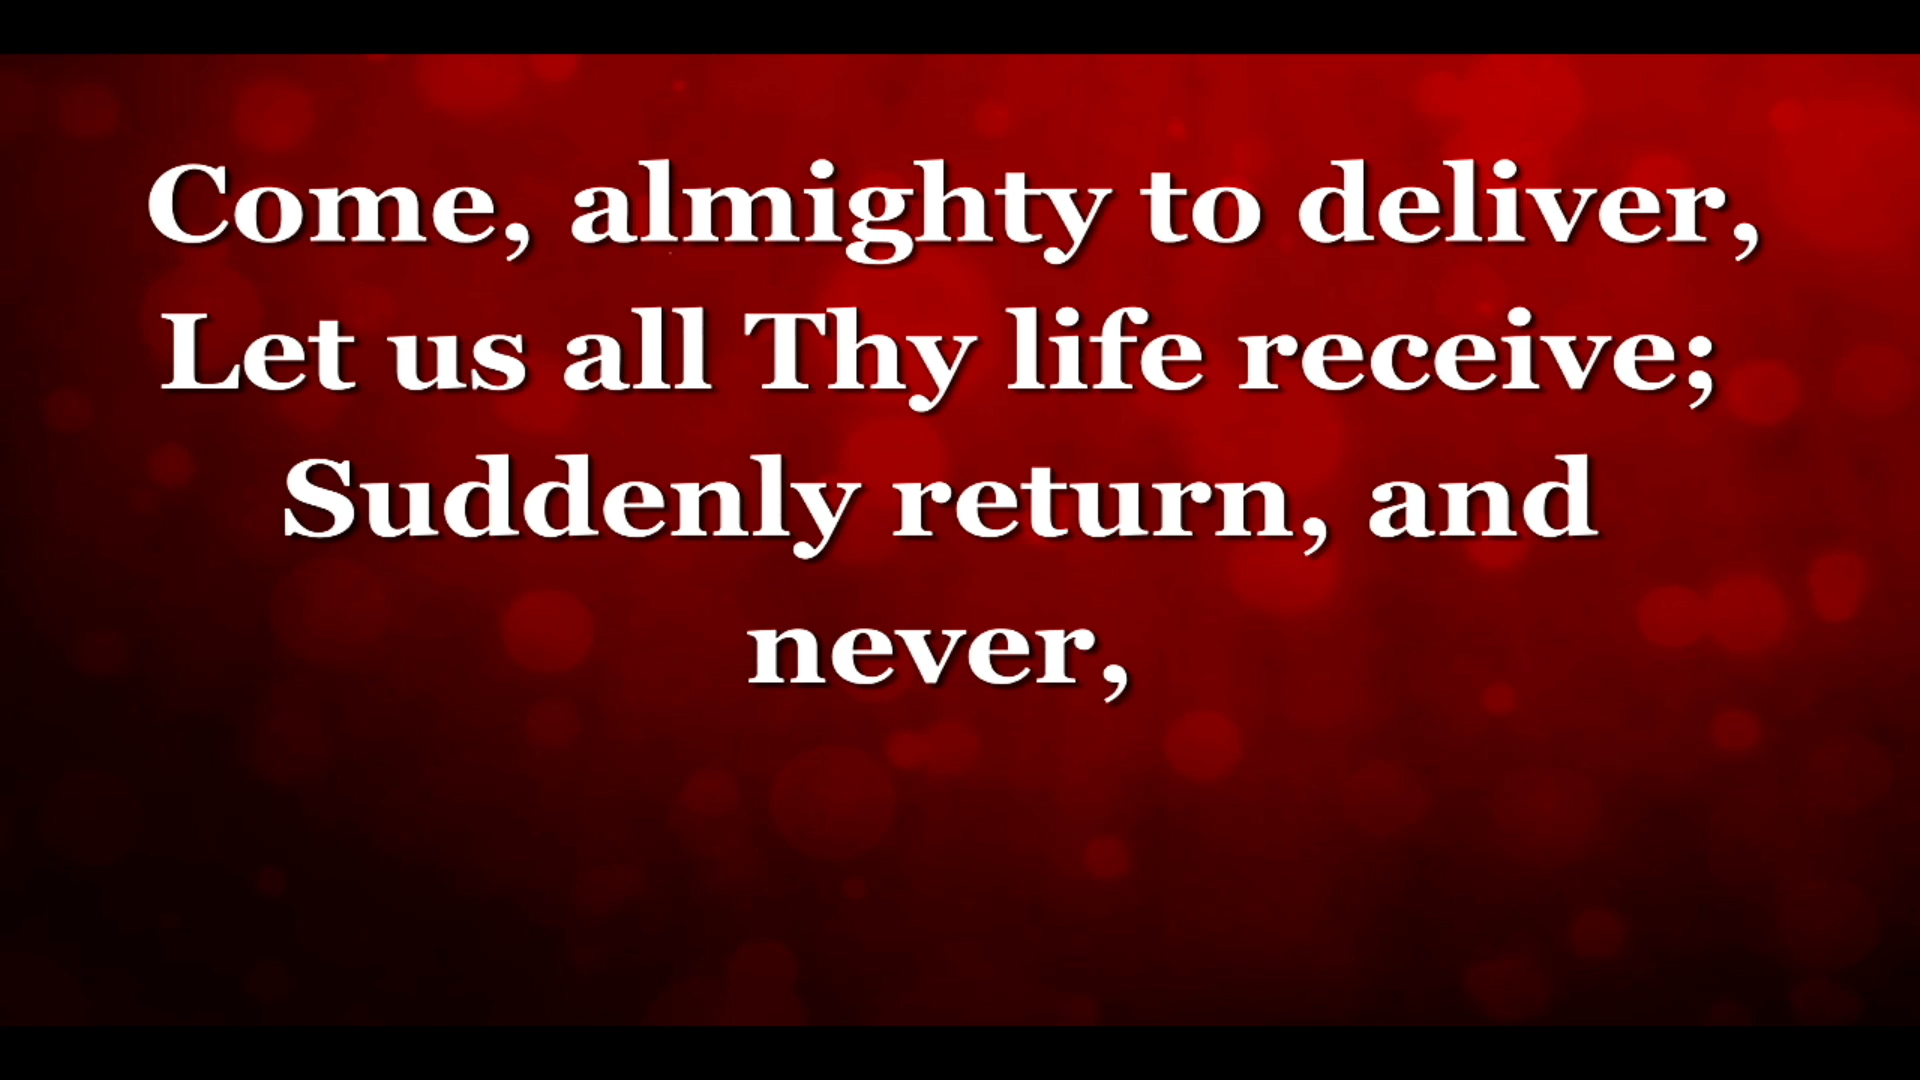 Come, almighty to deliver,
Let us all Thy life receive;
Suddenly return, and
never,